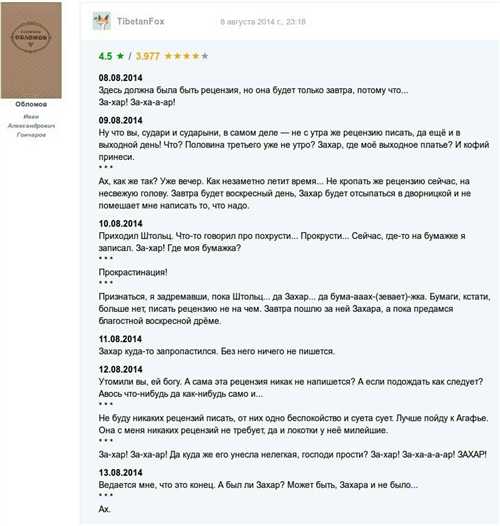 TibetanFox
8 августа 2014 г., 23:18
ОБЛОМОВ
Обломов
Иван
Александрович
Гончаров
4.5 ★ / 3.977 ★★★★★
08.08.2014
Здесь должна была быть рецензия, но она будет только завтра, потому что...
За-хар! За-ха-а-ар!
09.08.2014
Ну что вы, судари и сударыни, в самом деле — не с утра же рецензию писать, да ещё и в
выходной день! Что? Половина третьего уже не утро? Захар, где моё выходное платье? И кофий
принеси.
* * *
Ах, как же так? Уже вечер. Как незаметно летит время... Не кропать же рецензию сейчас, на
несвежую голову. Завтра будет воскресный день, Захар будет отсыпаться в дворницкой и не
помешает мне написать то, что надо.
10.08.2014
Приходил Штольц. Что-то говорил про похрусти... Прокрусти... Сейчас, где-то на бумажке я
записал. За-хар! Где моя бумажка?
* * *
Прокрастинация!
* * *
Признаться, я задремавши, пока Штольц... да Захар... да бума-ааах-(зевает)-жка. Бумаги, кстати,
больше нет, писать рецензию не на чем. Завтра пошлю за ней Захара, а пока предамся
благостной воскресной дрёме.
11.08.2014
Захар куда-то запропастился. Без него ничего не пишется.
12.08.2014
Утомили вы, ей богу. А сама эта рецензия никак не напишется? А если подождать как следует?
Авось что-нибудь да как-нибудь само и...
* * *
Не буду никаких рецензий писать, от них одно беспокойство и суета сует. Лучше пойду к Агафье.
Она с меня никаких рецензий не требует, да и локотки у неё милейшие.
* * *
За-хар! За-ха-ар! Да куда же его унесла нелегкая, господи прости? За-хар! За-ха-а-а-ар! ЗАХАР!
13.08.2014
Ведается мне, что это конец. А был ли Захар? Может быть, Захара и не было...
* * *
Ах.